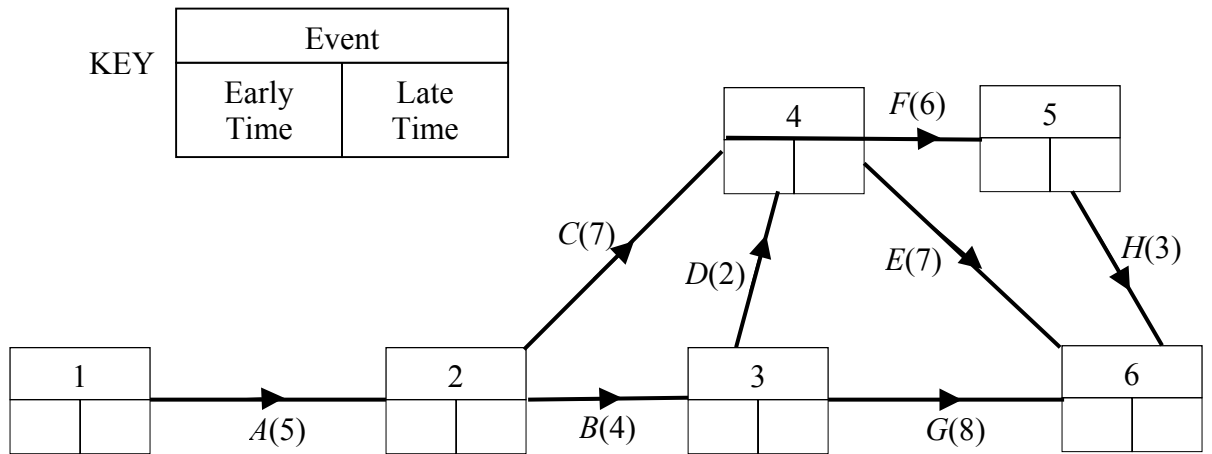 KEY
Event
Early
Time
Late
Time
4
F(6)
5
C(7)
D(2)
E(7)
H(3)
1
2
3
6
A(5)
B(4)
G(8)